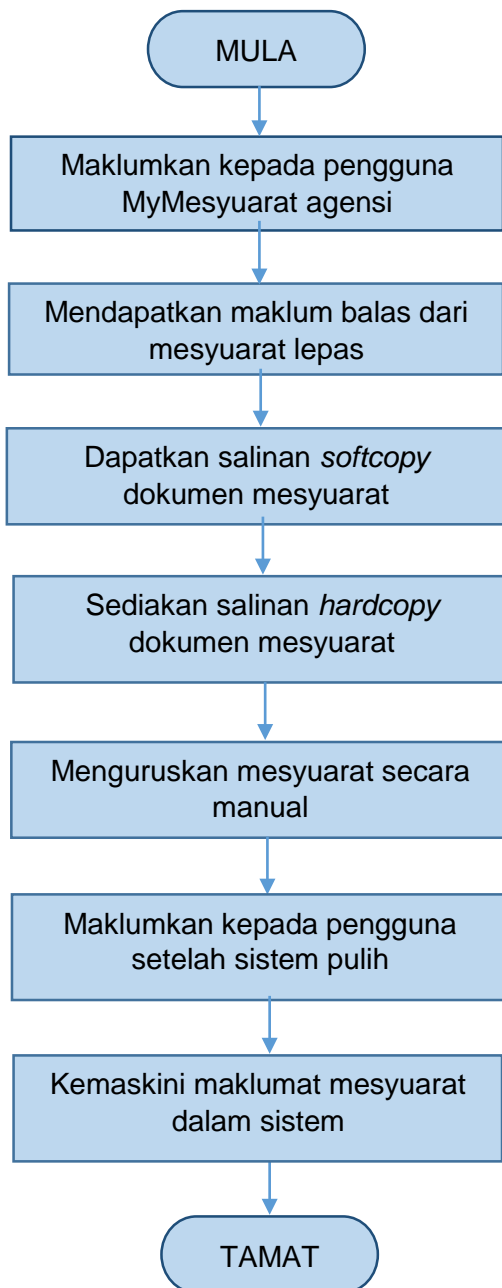 MULA
Maklumkan kepada pengguna
MyMesyuarat agensi
Mendapatkan maklum balas dari
mesyuarat lepas
Dapatkan salinan softcopy
dokumen mesyuarat
Sediakan salinan hardcopy
dokumen mesyuarat
Menguruskan mesyuarat secara
manual
Maklumkan kepada pengguna
setelah sistem pulih
Kemaskini maklumat mesyuarat
dalam sistem
TAMAT